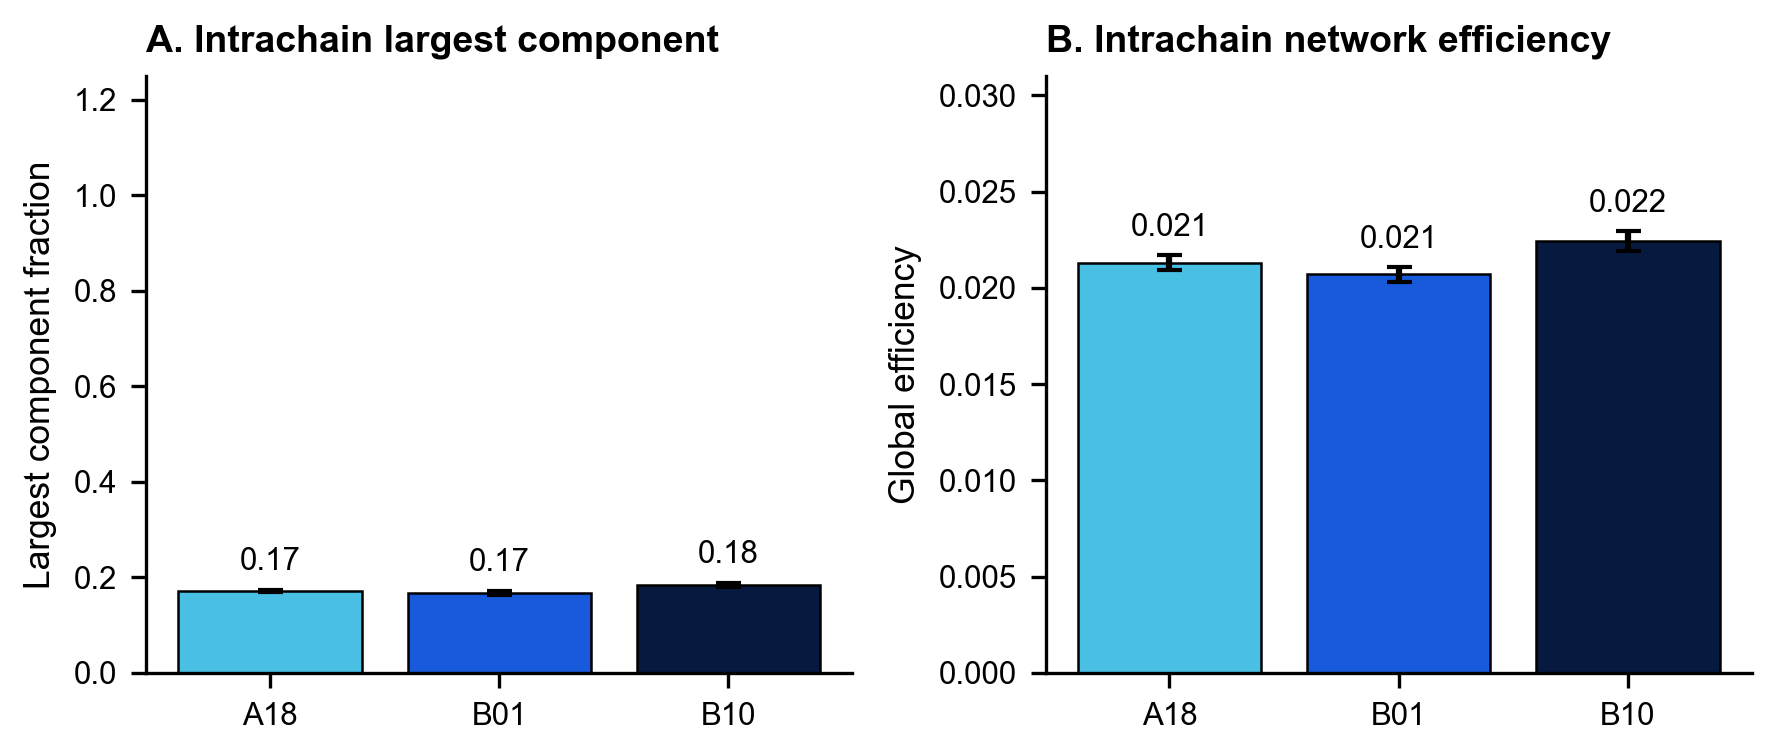 A. Intrachain largest component
Largest component fraction
1.2
1.0
0.8
0.6
0.4
0.2
0.0
0.17
0.17
0.18
A18
B01
B10
B. Intrachain network efficiency
Global efficiency
0.030
0.025
0.020
0.015
0.010
0.005
0.000
0.021
0.021
0.022
A18
B01
B10